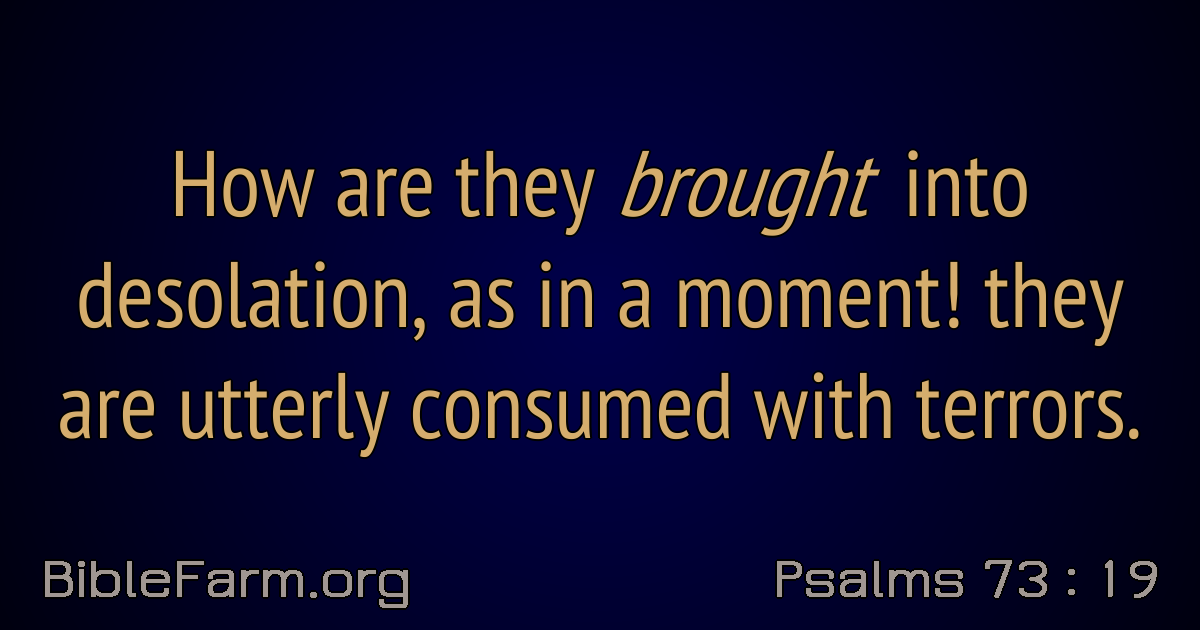 How are they brought into
desolation, as in a moment! they
are utterly consumed with terrors.
BibleFarm.org
Psalms 73 : 19